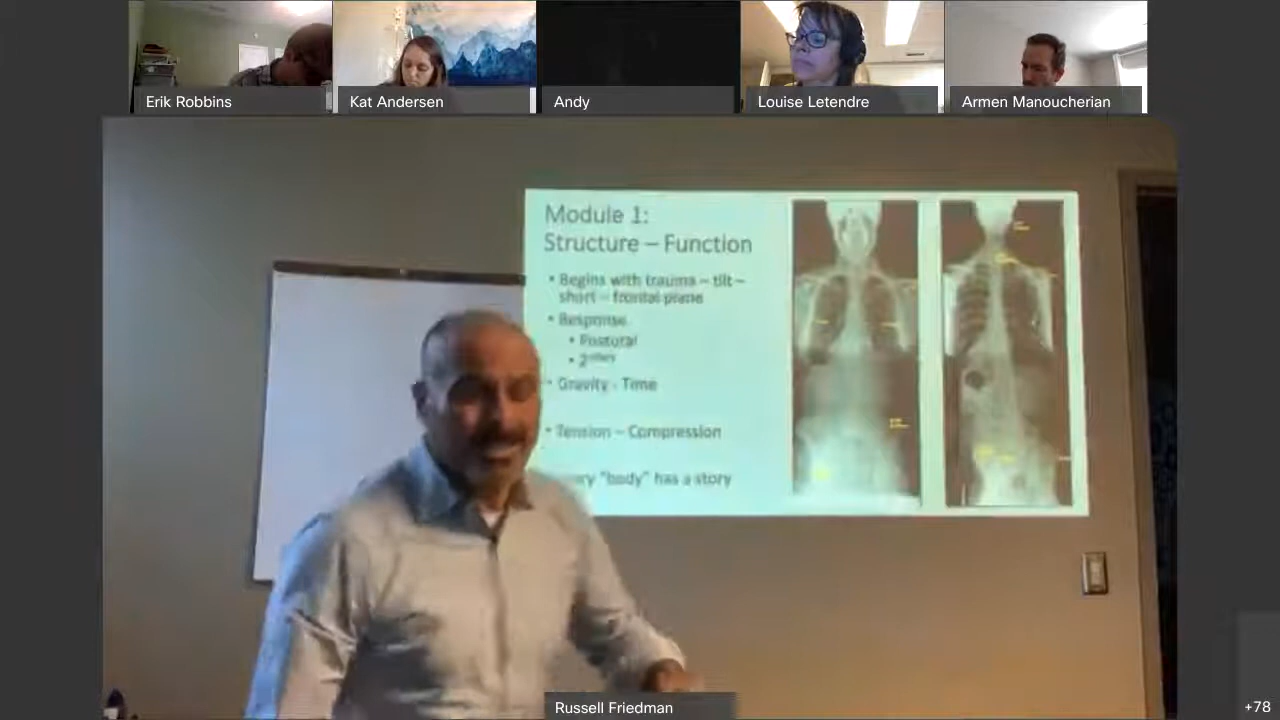 Erik Robbins
Kat Andersen
Andy
Louise Letendre
Armen Manoucherian
Module 1:
Structure – Function
• Begins with trauma – tilt –
short – frontal plane
• Response
• Postural
• Gravity - Time
• Tension – Compression
"body" has a story
Russell Friedman
+78